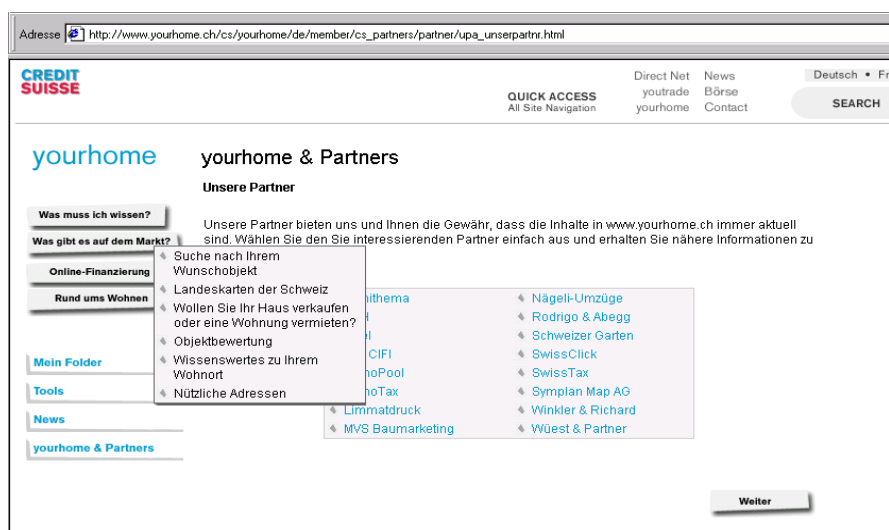 Adresse http://www.yourhome.ch/cs/yourhome/de/member/cs_partners/partner/upa_unserpartnr.html
CREDIT
SUISSE
QUICK ACCESS
All Site Navigation
Direct Net
youtrade
yourhome
News
Börse
Contact
Deutsch • Fr
SEARCH
yourhome
yourhome & Partners
Unsere Partner
Was muss ich wissen?
Was gibt es auf dem Markt?
Online-Finanzierung
Rund ums Wohnen
Unsere Partner bieten uns und Ihnen die Gewähr, dass die Inhalte in www.yourhome.ch immer aktuell
sind. Wählen Sie den Sie interessierenden Partner einfach aus und erhalten Sie nähere Informationen zu
Suche nach Ihrem
Wunschobjekt
Landeskarten der Schweiz
Wollen Sie Ihr Haus verkaufen
oder eine Wohnung vermieten?
Objektbewertung
Wissenswertes zu Ihrem
Wohnort
Nützliche Adressen
CIFI
Limmatdruck
MVS Baumarketing
Nägeli-Umzüge
Rodrigo & Abegg
Schweizer Garten
SwissClick
SwissTax
Symplan Map AG
Winkler & Richard
Wüest & Partner
Mein Folder
Tools
News
yourhome & Partners
Weiter